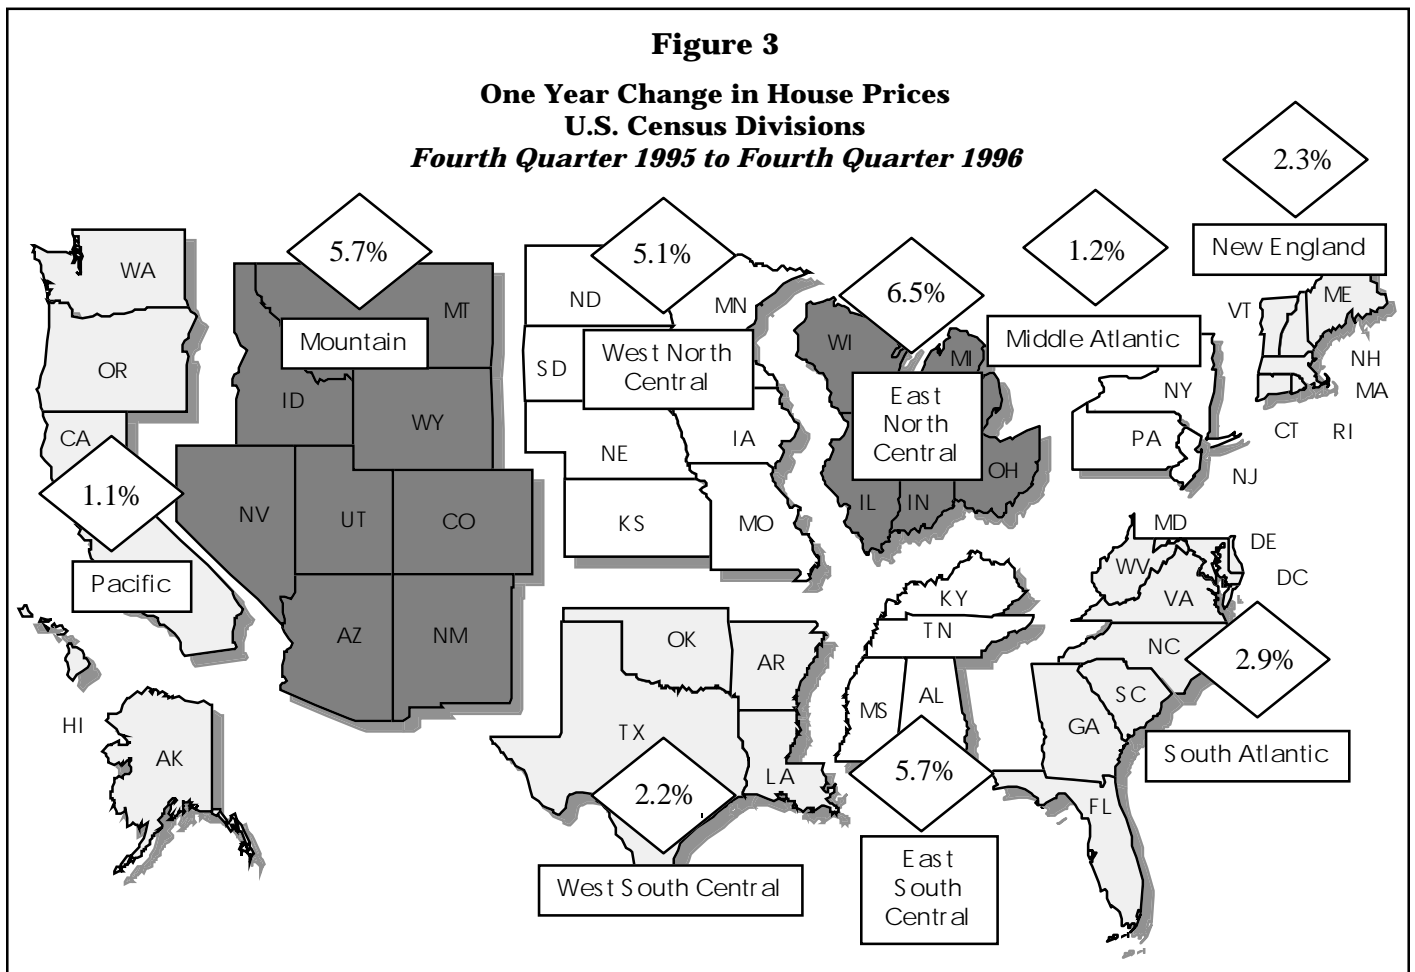 Figure 3
One Year Change in House Prices
U.S. Census Divisions
Fourth Quarter 1995 to Fourth Quarter 1996
2.3%
New England
5.7%
Mountain
5.1%
West North
Central
6.5%
East
North
Central
1.2%
Middle Atlantic
WA
OR
CA
1.1%
Pacific
HI
AK
MT
ID
WY
NV
UT
CO
AZ
NM
ND
MN
SD
NE
IA
KS
MO
WI
MI
IL
IN
OH
NY
PA
NJ
VT
ME
NH
MA
CT
RI
MD
DE
DC
WV
VA
NC
SC
GA
FL
2.9%
South Atlantic
KY
TN
MS
AL
5.7%
East
South
Central
OK
AR
TX
LA
2.2%
West South Central